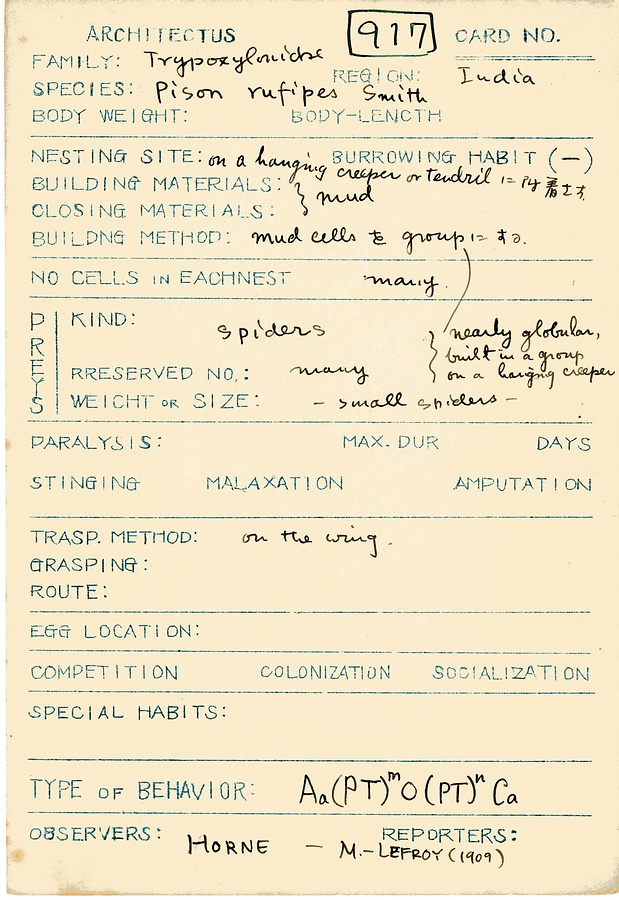 ARCHITECTUS 917 CARD NO.
FAMILY: Trypoxylonidae
REGION: India
SPECIES: Pison rufipes Smith
BODY WEIGHT: BODY-LENGTH
NESTING SITE: on a hanging creeper or tendril に附着さす. BURROWING HABIT (—)
BUILDING MATERIALS: } mud
CLOSING MATERIALS:
BUILDNG METHOD: mud cells を group にする.
NO CELLS IN EACHNEST many.
PREYS
KIND: spiders
} nearly globular,
built in a group
on a hanging creeper
RRESERVED NO.: many
WEIGHT OR SIZE: - small spiders -
PARALYSIS: MAX. DUR DAYS
STINGING MALAXATION AMPUTATION
TRASP. METHOD: on the wing.
GRASPING:
ROUTE:
EGG LOCATION:
COMPETITION COLONIZATION SOCIALIZATION
SPECIAL HABITS:
TYPE OF BEHAVIOR: Aa(PT)ᵐO(PT)ⁿCa
OBSERVERS: HORNE — REPORTERS: M.-LEFROY (1909)